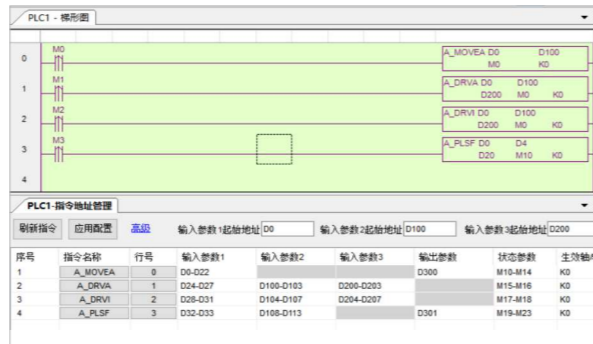 PLC1 - 梯形图
M0
A_MOVEA D0 D100
0
M0 K0
M1
A_DRVA D0 D100
1
D200 M0 K0
M2
A_DRVI D0 D100
2
D200 M0 K0
M3
A_PLSF D0 D4
3
D20 M10 K0
4
PLC1-指令地址管理
刷新指令 应用配置 高级 输入参数1起始地址 D0 输入参数2起始地址 D100 输入参数3起始地址 D200
序号 指令名称 行号 输入参数1 输入参数2 输入参数3 输出参数 状态参数
1 A_MOVEA 0 D0-D22 D300 M10-M14 K0
2 A_DRVA 1 D24-D27 D100-D103 D200-D203 M15-M16 K0
3 A_DRVI 2 D28-D31 D104-D107 D204-D207 M17-M18 K0
4 A_PLSF 3 D32-D33 D108-D113 D301 M19-M23 K0